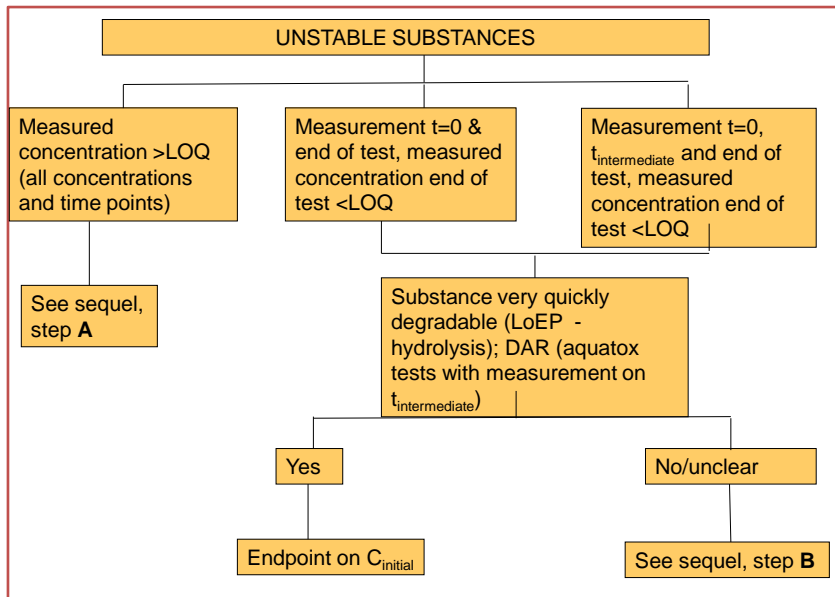 UNSTABLE SUBSTANCES
Measured
concentration >LOQ
(all concentrations
and time points)
Measurement t=0 &
end of test, measured
concentration end of
test <LOQ
Measurement t=0,
tintermediate and end of
test, measured
concentration end of
test <LOQ
See sequel,
step A
Substance very quickly
degradable (LoEP -
hydrolysis); DAR (aquatox
tests with measurement on
tintermediate)
Yes
No/unclear
Endpoint on Cinitial
See sequel, step B